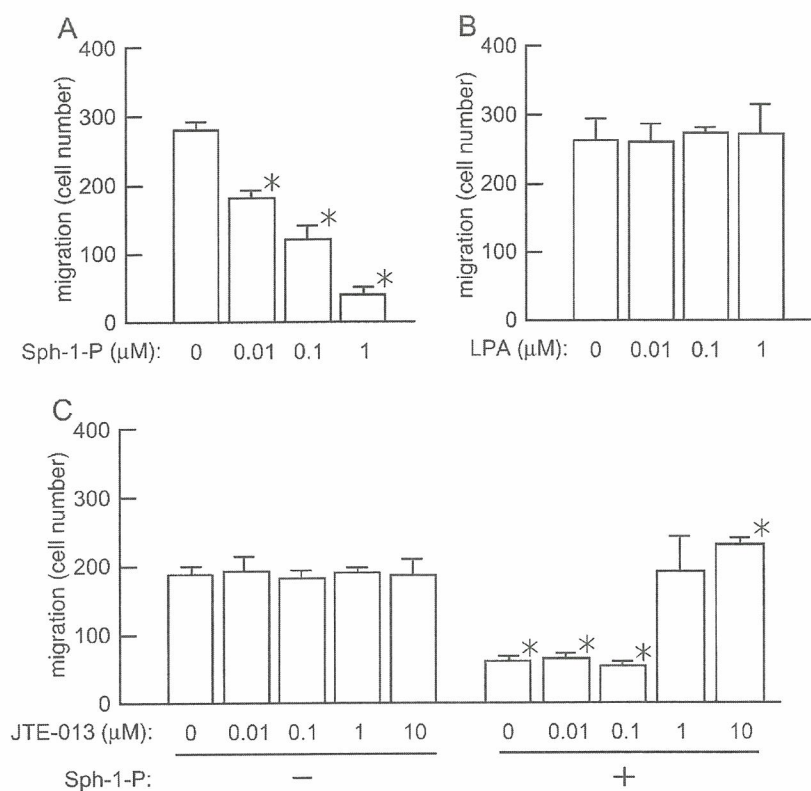 A
migration (cell number)
400
300
200
100
0
*
*
*
Sph-1-P (μM): 0 0.01 0.1 1
B
migration (cell number)
400
300
200
100
0
LPA (μM): 0 0.01 0.1 1
C
migration (cell number)
400
300
200
100
0
*
*
*
*
JTE-013 (μM): 0 0.01 0.1 1 10 0 0.01 0.1 1 10
Sph-1-P: − +